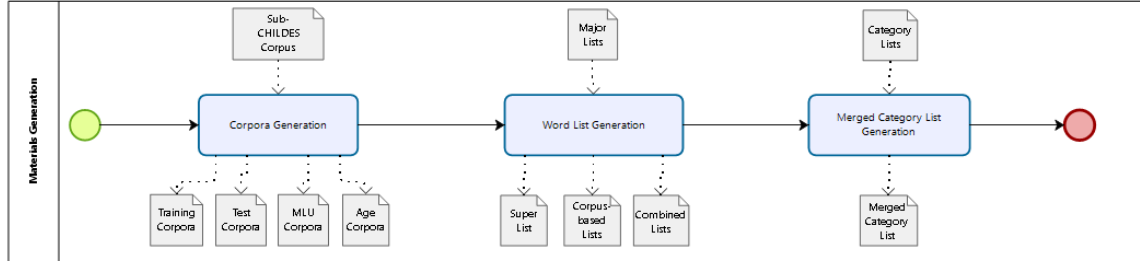 Materials Generation
Sub-
CHILDES
Corpus
Major
Lists
Category
Lists
Corpora Generation
Word List Generation
Merged Category List
Generation
Training
Corpora
Test
Corpora
MLU
Corpora
Age
Corpora
Super
List
Corpus-
based
Lists
Combined
Lists
Merged
Category
List